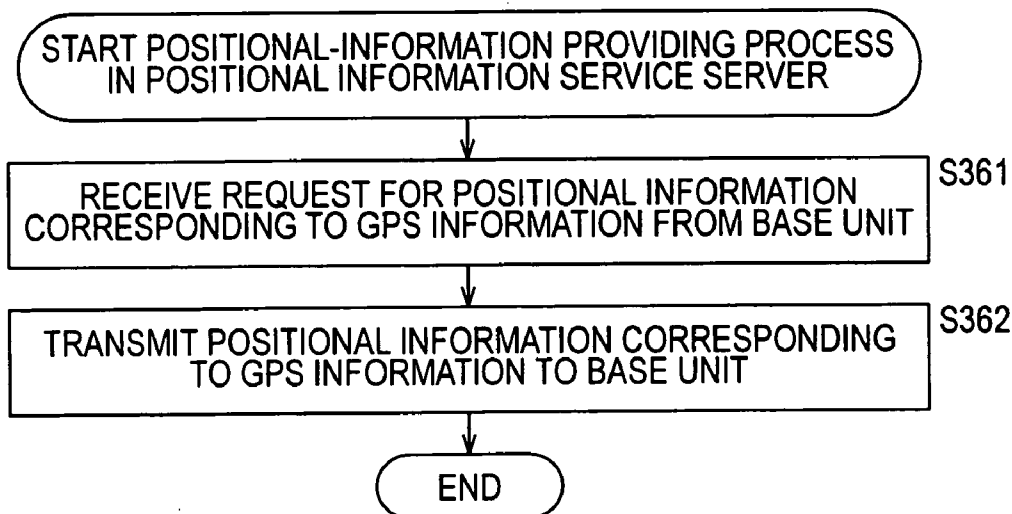 START POSITIONAL-INFORMATION PROVIDING PROCESS
IN POSITIONAL INFORMATION SERVICE SERVER
S361
RECEIVE REQUEST FOR POSITIONAL INFORMATION
CORRESPONDING TO GPS INFORMATION FROM BASE UNIT
S362
TRANSMIT POSITIONAL INFORMATION CORRESPONDING
TO GPS INFORMATION TO BASE UNIT
END